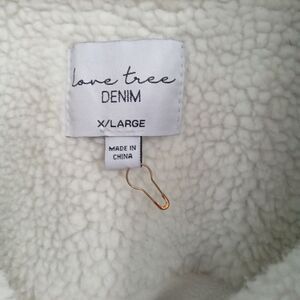 love tree
DENIM
X/LARGE
MADE IN
CHINA